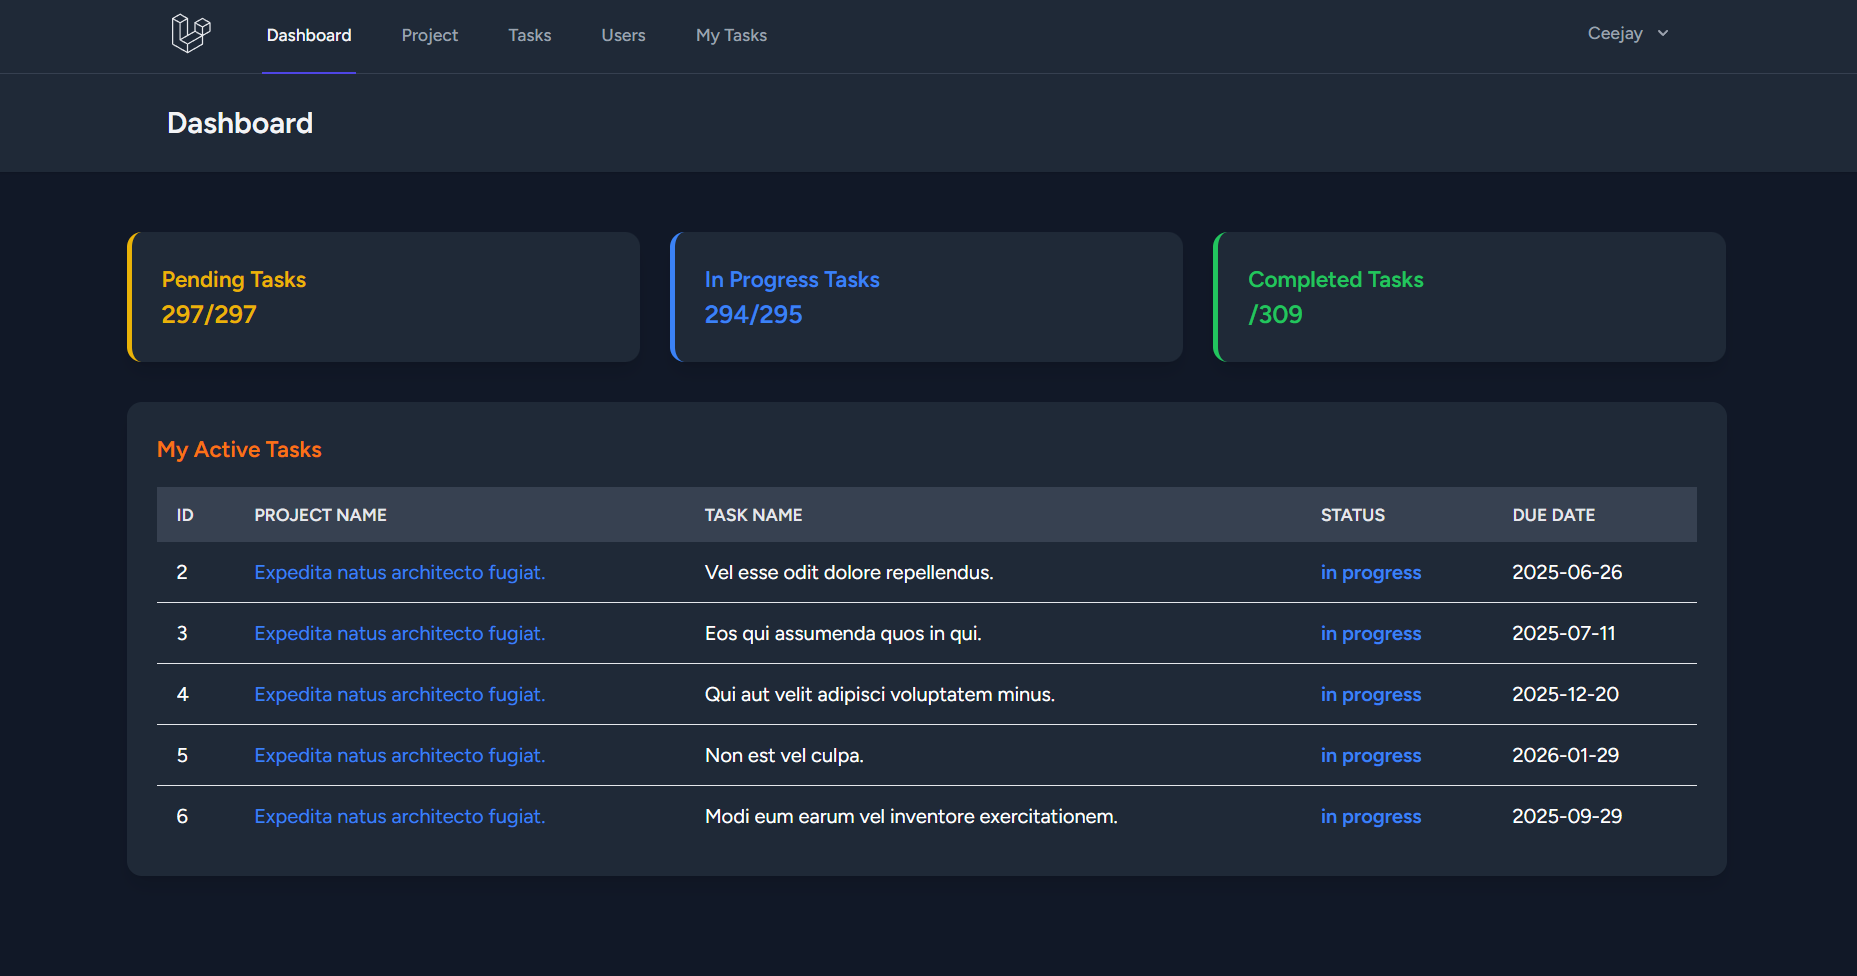 Dashboard Project Tasks Users My Tasks Ceejay
Dashboard
Pending Tasks
297/297
In Progress Tasks
294/295
Completed Tasks
/309
My Active Tasks
ID PROJECT NAME TASK NAME STATUS DUE DATE
2 Expedita natus architecto fugiat. Vel esse odit dolore repellendus. in progress 2025-06-26
3 Expedita natus architecto fugiat. Eos qui assumenda quos in qui. in progress 2025-07-11
4 Expedita natus architecto fugiat. Qui aut velit adipisci voluptatem minus. in progress 2025-12-20
5 Expedita natus architecto fugiat. Non est vel culpa. in progress 2026-01-29
6 Expedita natus architecto fugiat. Modi eum earum vel inventore exercitationem. in progress 2025-09-29